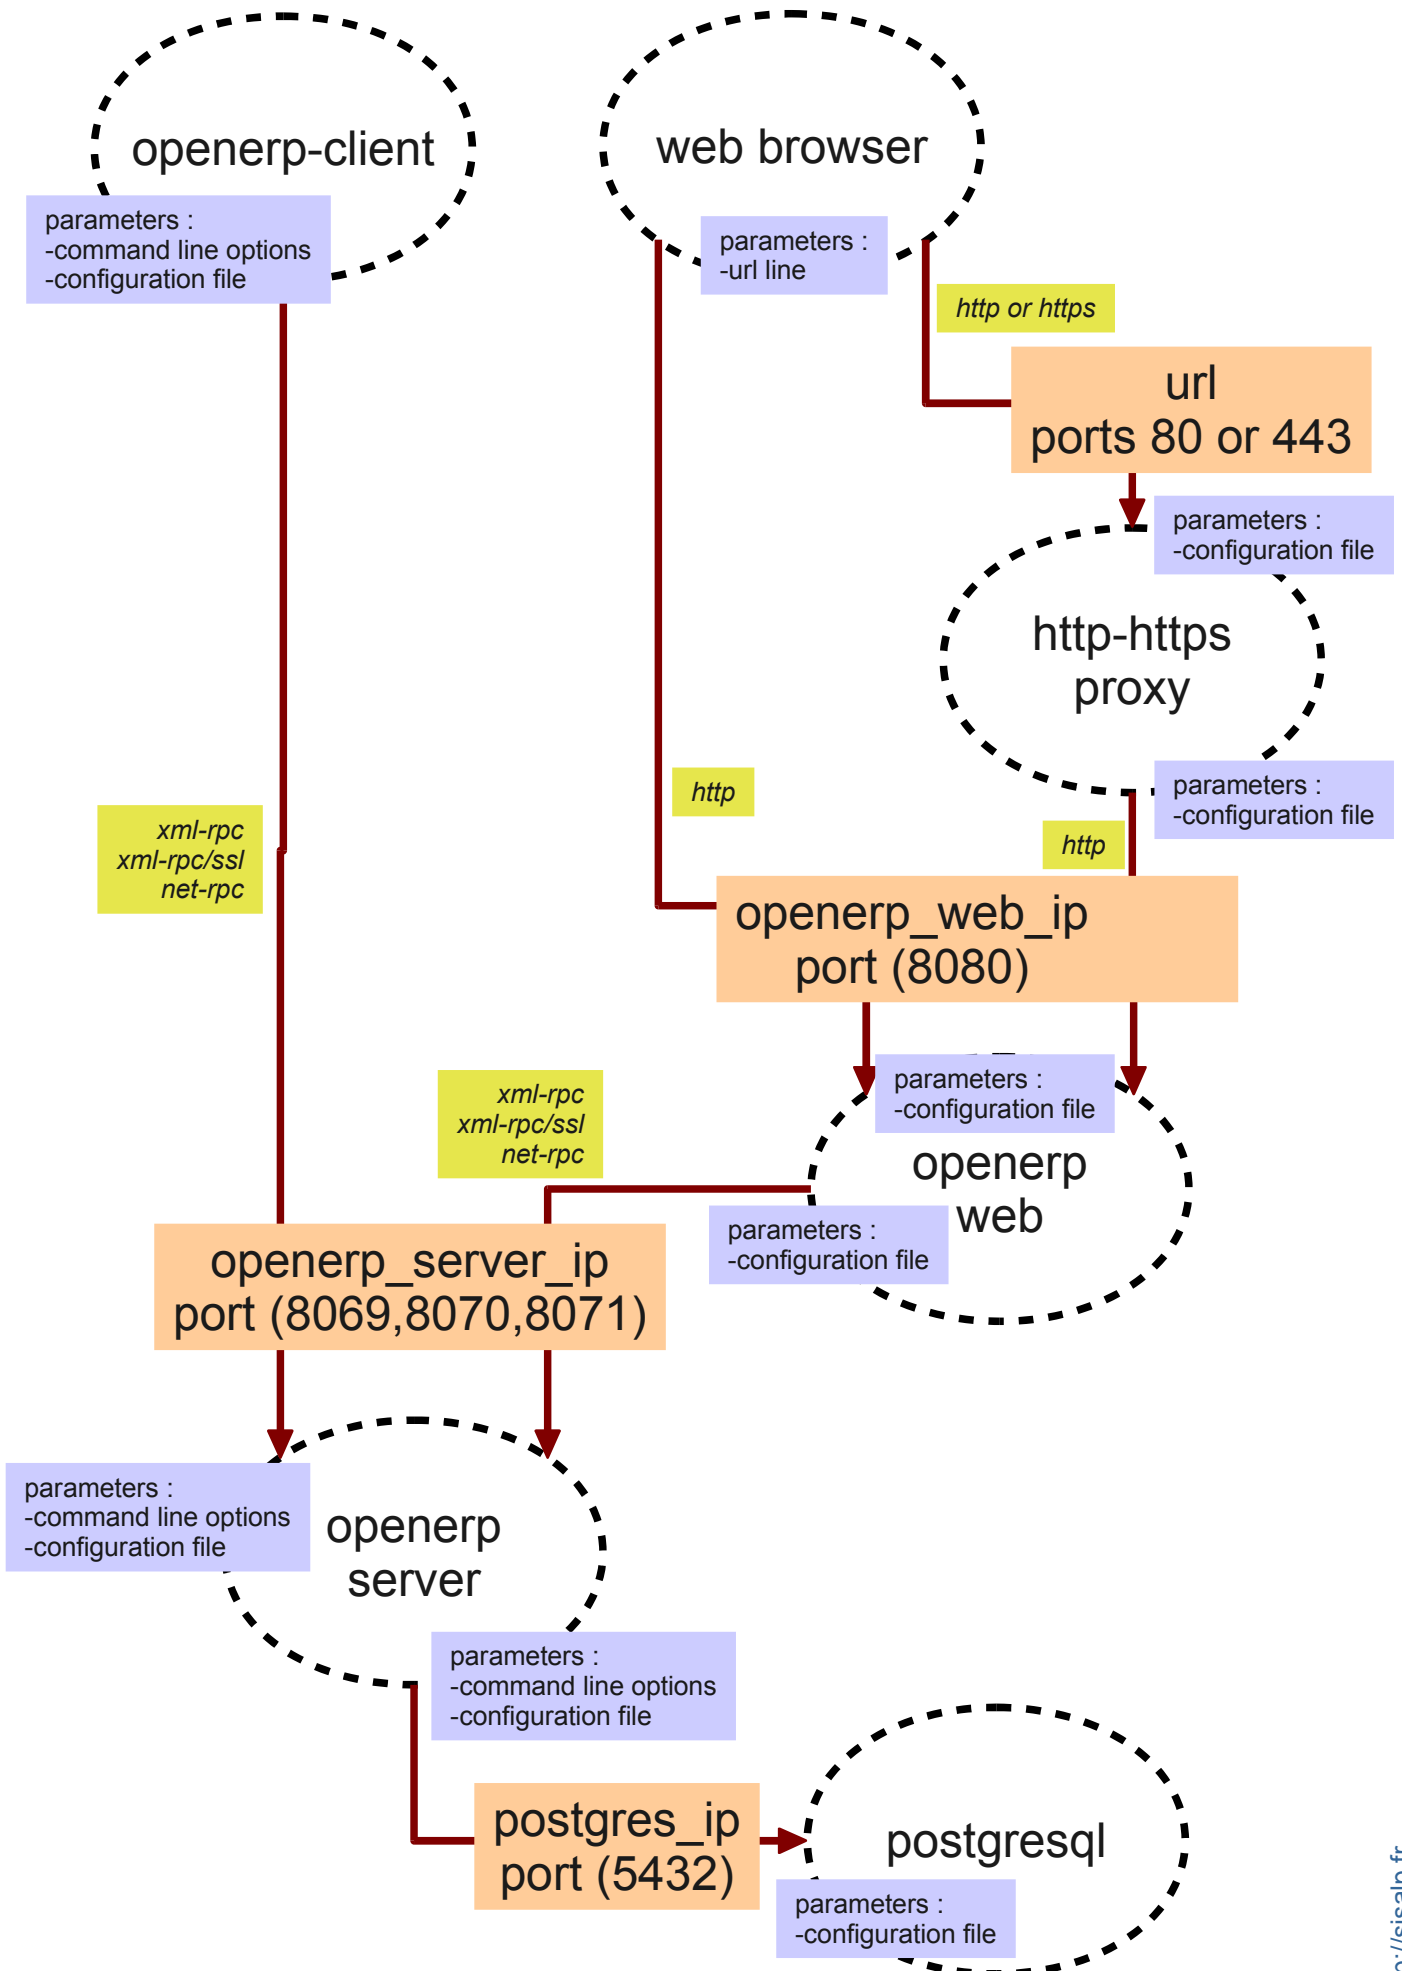 openerp-client
parameters :
-command line options
-configuration file
web browser
parameters :
-url line
http or https
url
ports 80 or 443
parameters :
-configuration file
http-https
proxy
parameters :
-configuration file
http
http
xml-rpc
xml-rpc/ssl
net-rpc
openerp_web_ip
port (8080)
parameters :
-configuration file
openerp
web
parameters :
-configuration file
xml-rpc
xml-rpc/ssl
net-rpc
openerp_server_ip
port (8069,8070,8071)
parameters :
-command line options
-configuration file
openerp
server
parameters :
-command line options
-configuration file
postgres_ip
port (5432)
postgresql
parameters :
-configuration file
://sisalp.fr